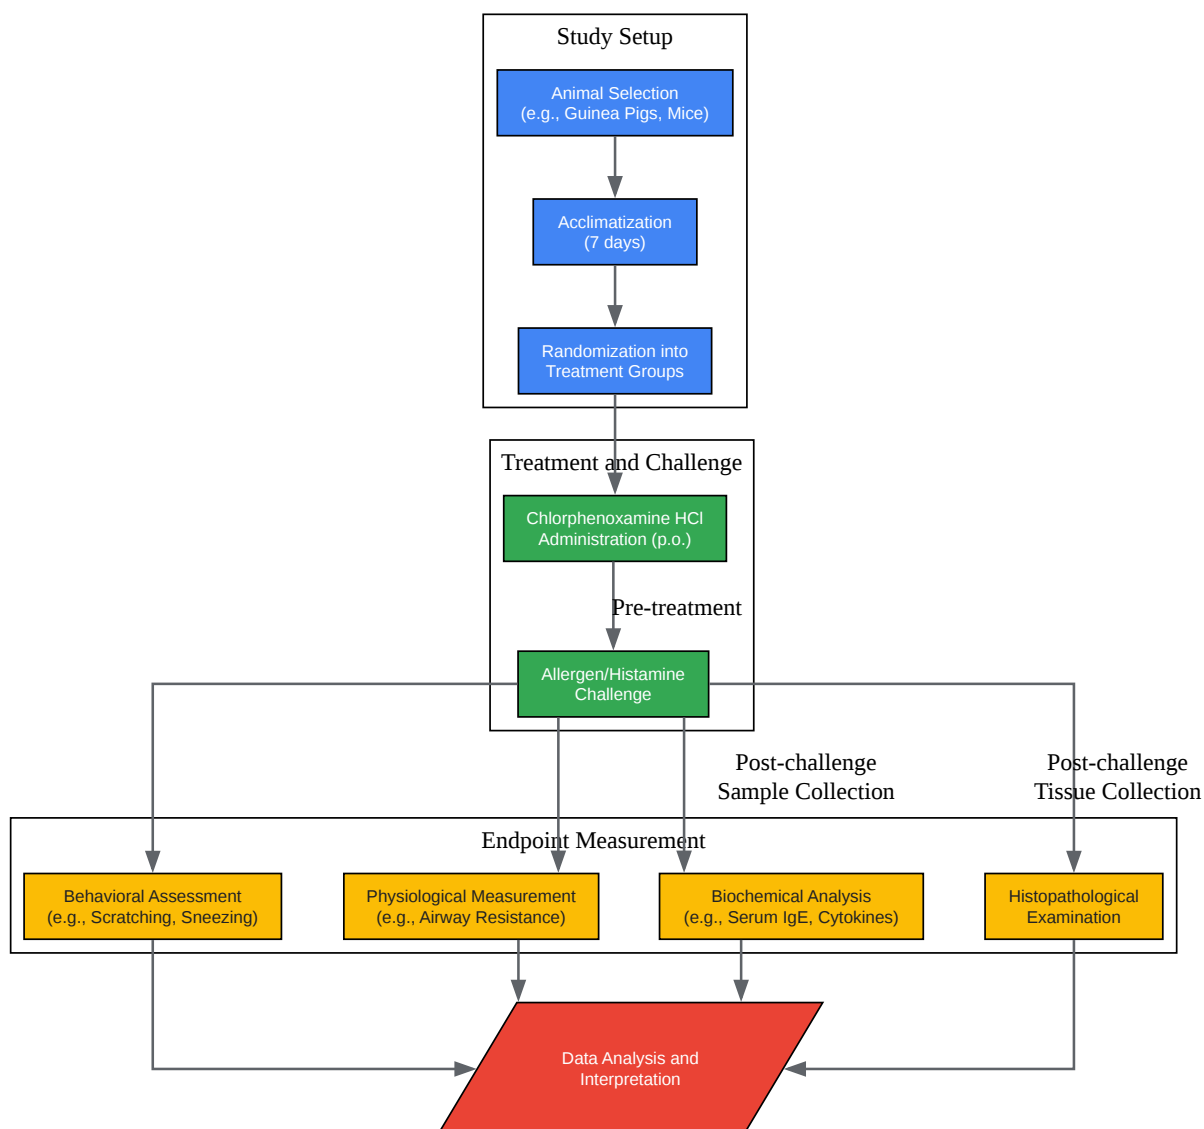 Study Setup
Animal Selection
(e.g., Guinea Pigs, Mice)
Acclimatization
(7 days)
Randomization into
Treatment Groups
Treatment and Challenge
Chlorphenoxamine HCl
Administration (p.o.)
Pre-treatment
Allergen/Histamine
Challenge
Post-challenge
Sample Collection
Post-challenge
Tissue Collection
Endpoint Measurement
Behavioral Assessment
(e.g., Scratching, Sneezing)
Physiological Measurement
(e.g., Airway Resistance)
Biochemical Analysis
(e.g., Serum IgE, Cytokines)
Histopathological
Examination
Data Analysis and
Interpretation